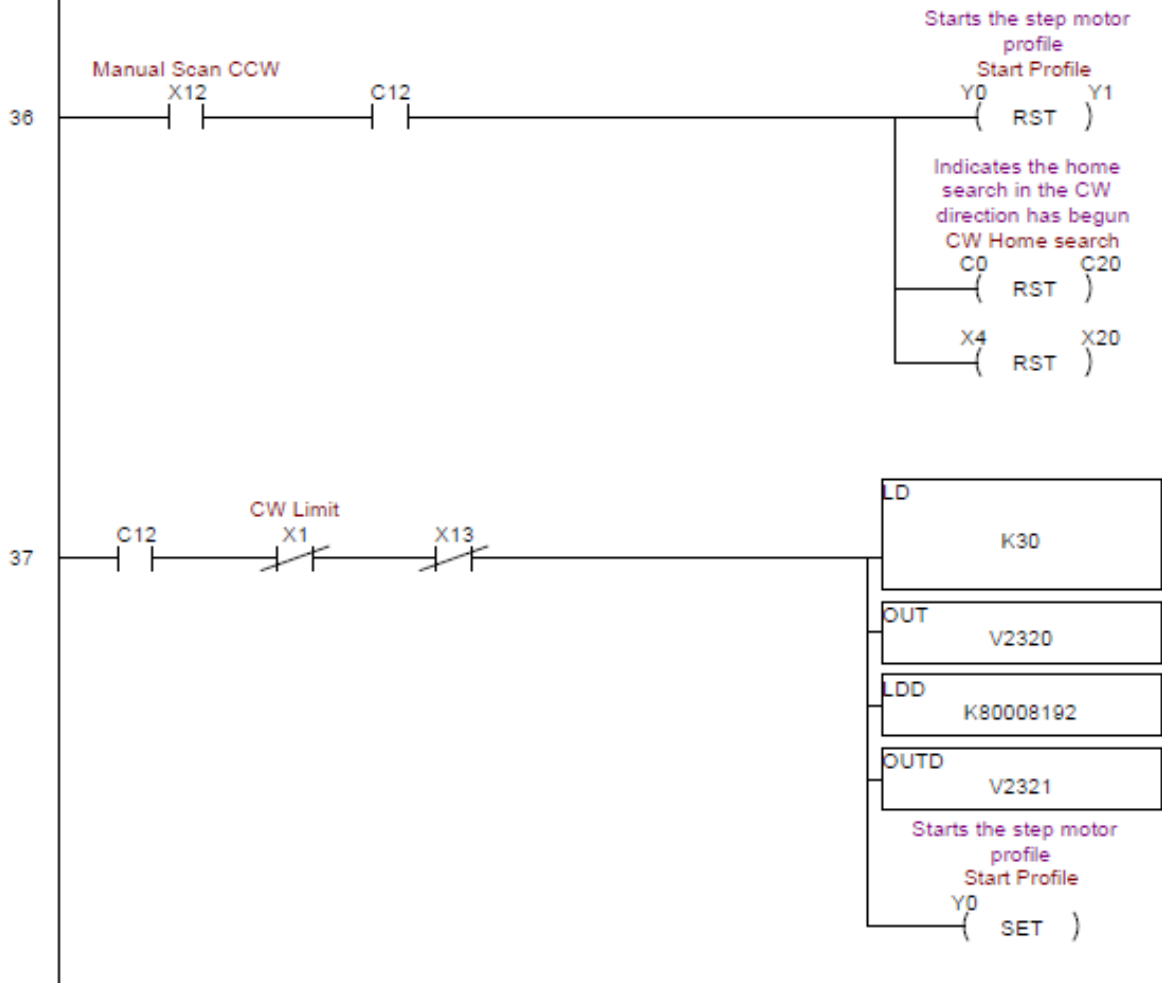 Starts the step motor
profile
Manual Scan CCW
Start Profile
X12
C12
Y0
Y1
36
RST
Indicates the home
search in the CW
direction has begun
CW Home search
C0
C20
RST
X4
X20
RST
LD
CW Limit
C12
X1
X13
K30
37
OUT
V2320
LDD
K80008192
OUTD
V2321
Starts the step motor
profile
Start Profile
Y0
SET